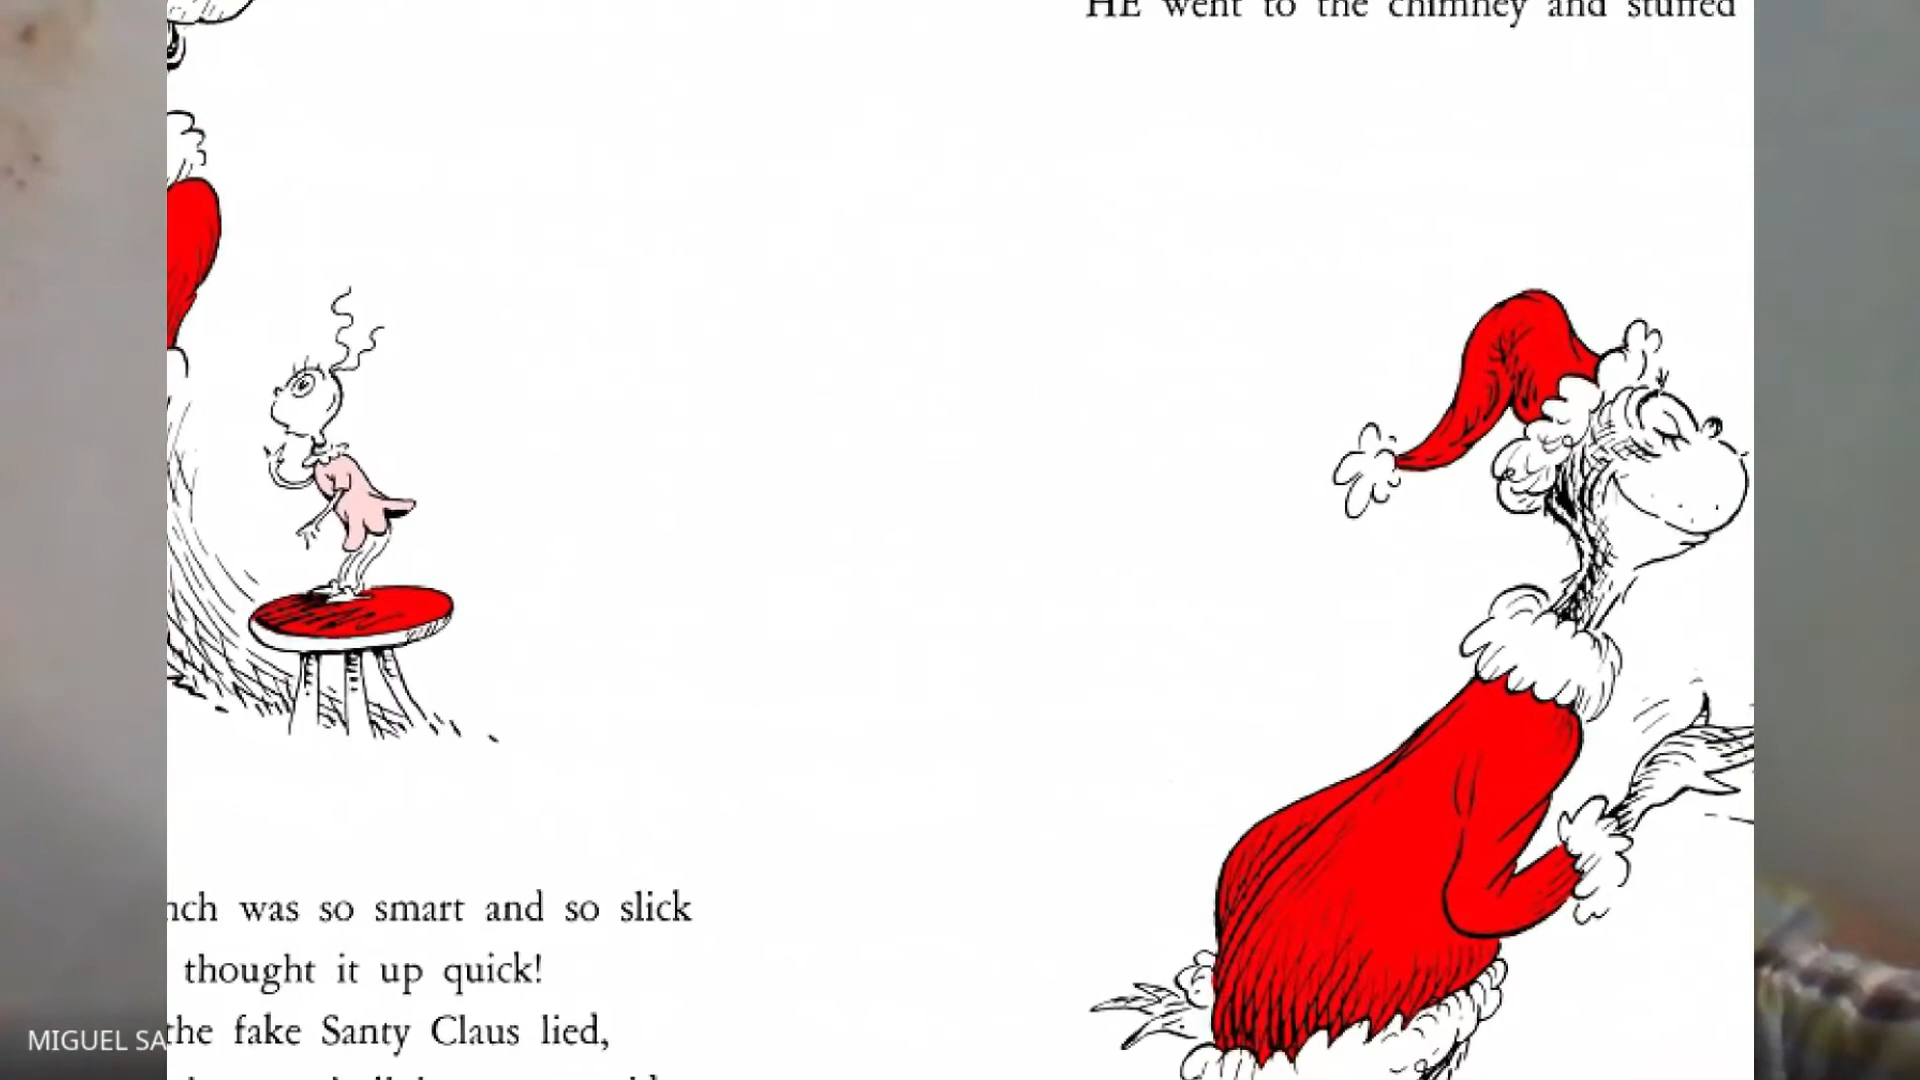 HE went to the chimney and stuffed
nch was so smart and so slick
thought it up quick!
the fake Santy Claus lied,
MIGUEL SA